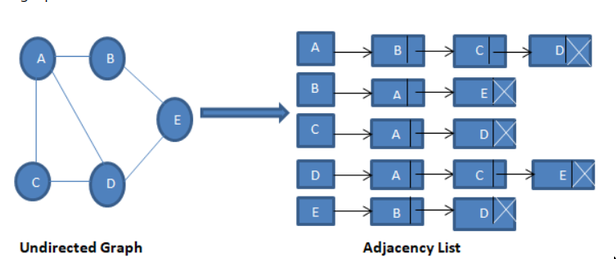 A B
E
C D
A B C D
B A E
C A D
D A C E
E B D
Undirected Graph Adjacency List